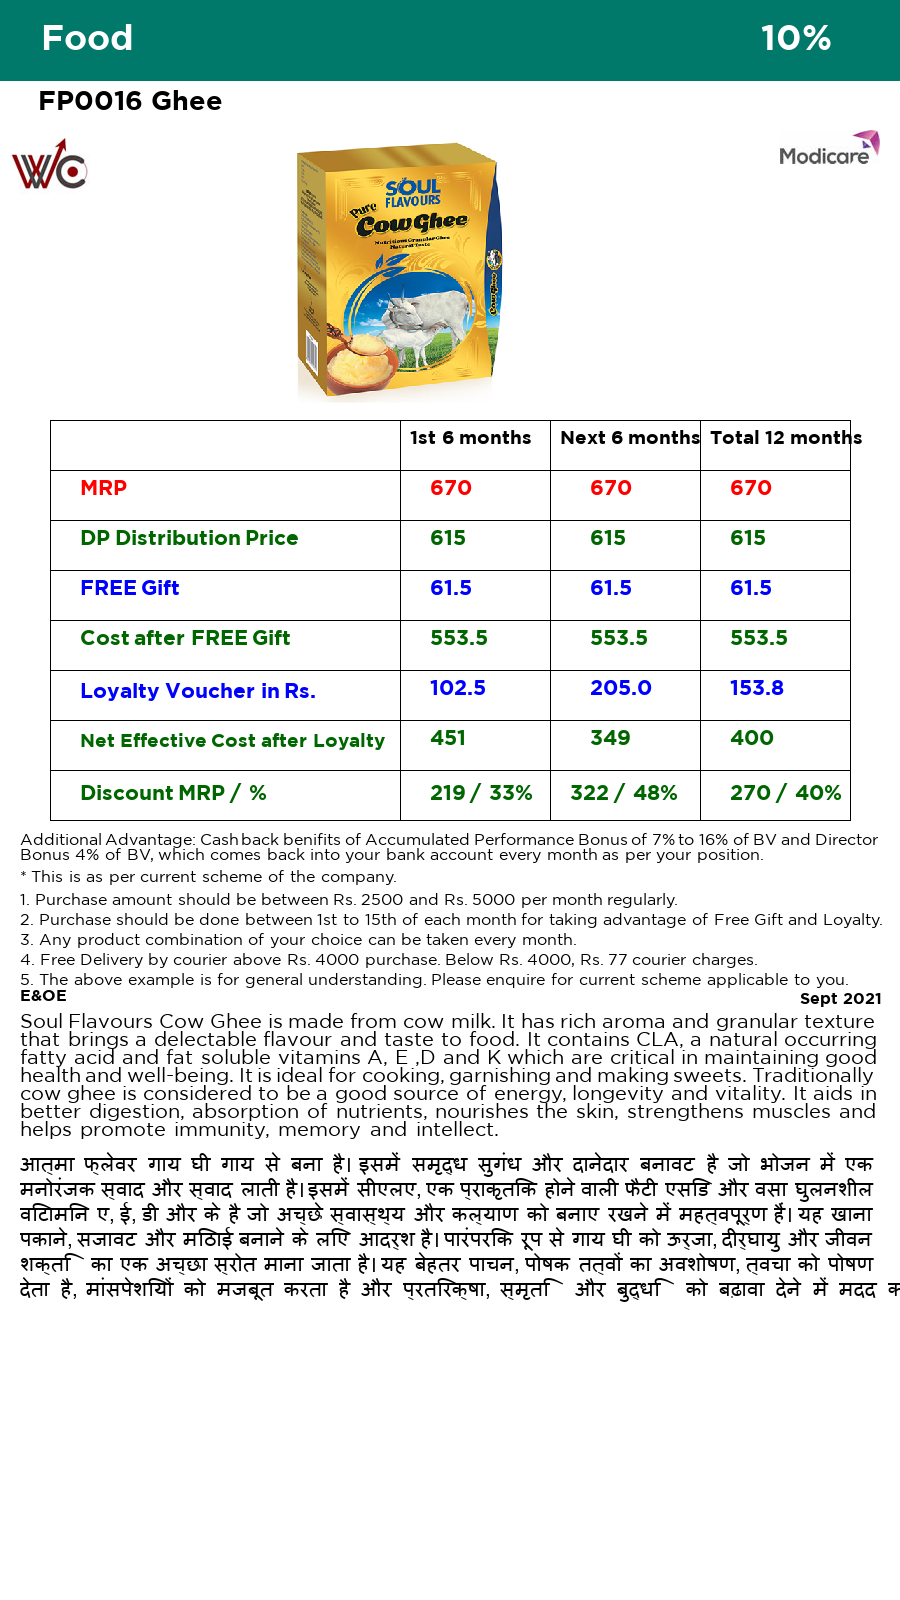 Food 10%
FP0016 Ghee
WC
Modicare
SOUL
FLAVOURS
Pure
Cow Ghee
Nutritious Granular Ghee
Natural Taste
Cow Ghee
1st 6 months Next 6 months Total 12 months
MRP 670 670 670
DP Distribution Price 615 615 615
FREE Gift 61.5 61.5 61.5
Cost after FREE Gift 553.5 553.5 553.5
Loyalty Voucher in Rs. 102.5 205.0 153.8
Net Effective Cost after Loyalty 451 349 400
Discount MRP / % 219 / 33% 322 / 48% 270 / 40%
Additional Advantage: Cash back benifits of Accumulated Performance Bonus of 7% to 16% of BV and Director
Bonus 4% of BV, which comes back into your bank account every month as per your position.
* This is as per current scheme of the company.
1. Purchase amount should be between Rs. 2500 and Rs. 5000 per month regularly.
2. Purchase should be done between 1st to 15th of each month for taking advantage of Free Gift and Loyalty.
3. Any product combination of your choice can be taken every month.
4. Free Delivery by courier above Rs. 4000 purchase. Below Rs. 4000, Rs. 77 courier charges.
5. The above example is for general understanding. Please enquire for current scheme applicable to you.
E&OE Sept 2021
Soul Flavours Cow Ghee is made from cow milk. It has rich aroma and granular texture
that brings a delectable flavour and taste to food. It contains CLA, a natural occurring
fatty acid and fat soluble vitamins A, E ,D and K which are critical in maintaining good
health and well-being. It is ideal for cooking, garnishing and making sweets. Traditionally
cow ghee is considered to be a good source of energy, longevity and vitality. It aids in
better digestion, absorption of nutrients, nourishes the skin, strengthens muscles and
helps promote immunity, memory and intellect.
आत्मा फ्लेवर गाय घी गाय से बना है। इसमें समृद्ध सुगंध और दानेदार बनावट है जो भोजन में एक
मनोरंजक स्वाद और स्वाद लाती है। इसमें सीएलए, एक प्राकृतिक होने वाली फैटी एसिड और वसा घुलनशील
विटामिन ए, ई, डी और के है जो अच्छे स्वास्थ्य और कल्याण को बनाए रखने में महत्वपूर्ण हैं। यह खाना
पकाने, सजावट और मिठाई बनाने के लिए आदर्श है। पारंपरिक रूप से गाय घी को ऊर्जा, दीर्घायु और जीवन
शक्ति का एक अच्छा स्रोत माना जाता है। यह बेहतर पाचन, पोषक तत्वों का अवशोषण, त्वचा को पोषण
देता है, मांसपेशियों को मजबूत करता है और प्रतिरक्षा, स्मृति और बुद्धि को बढ़ावा देने में मदद